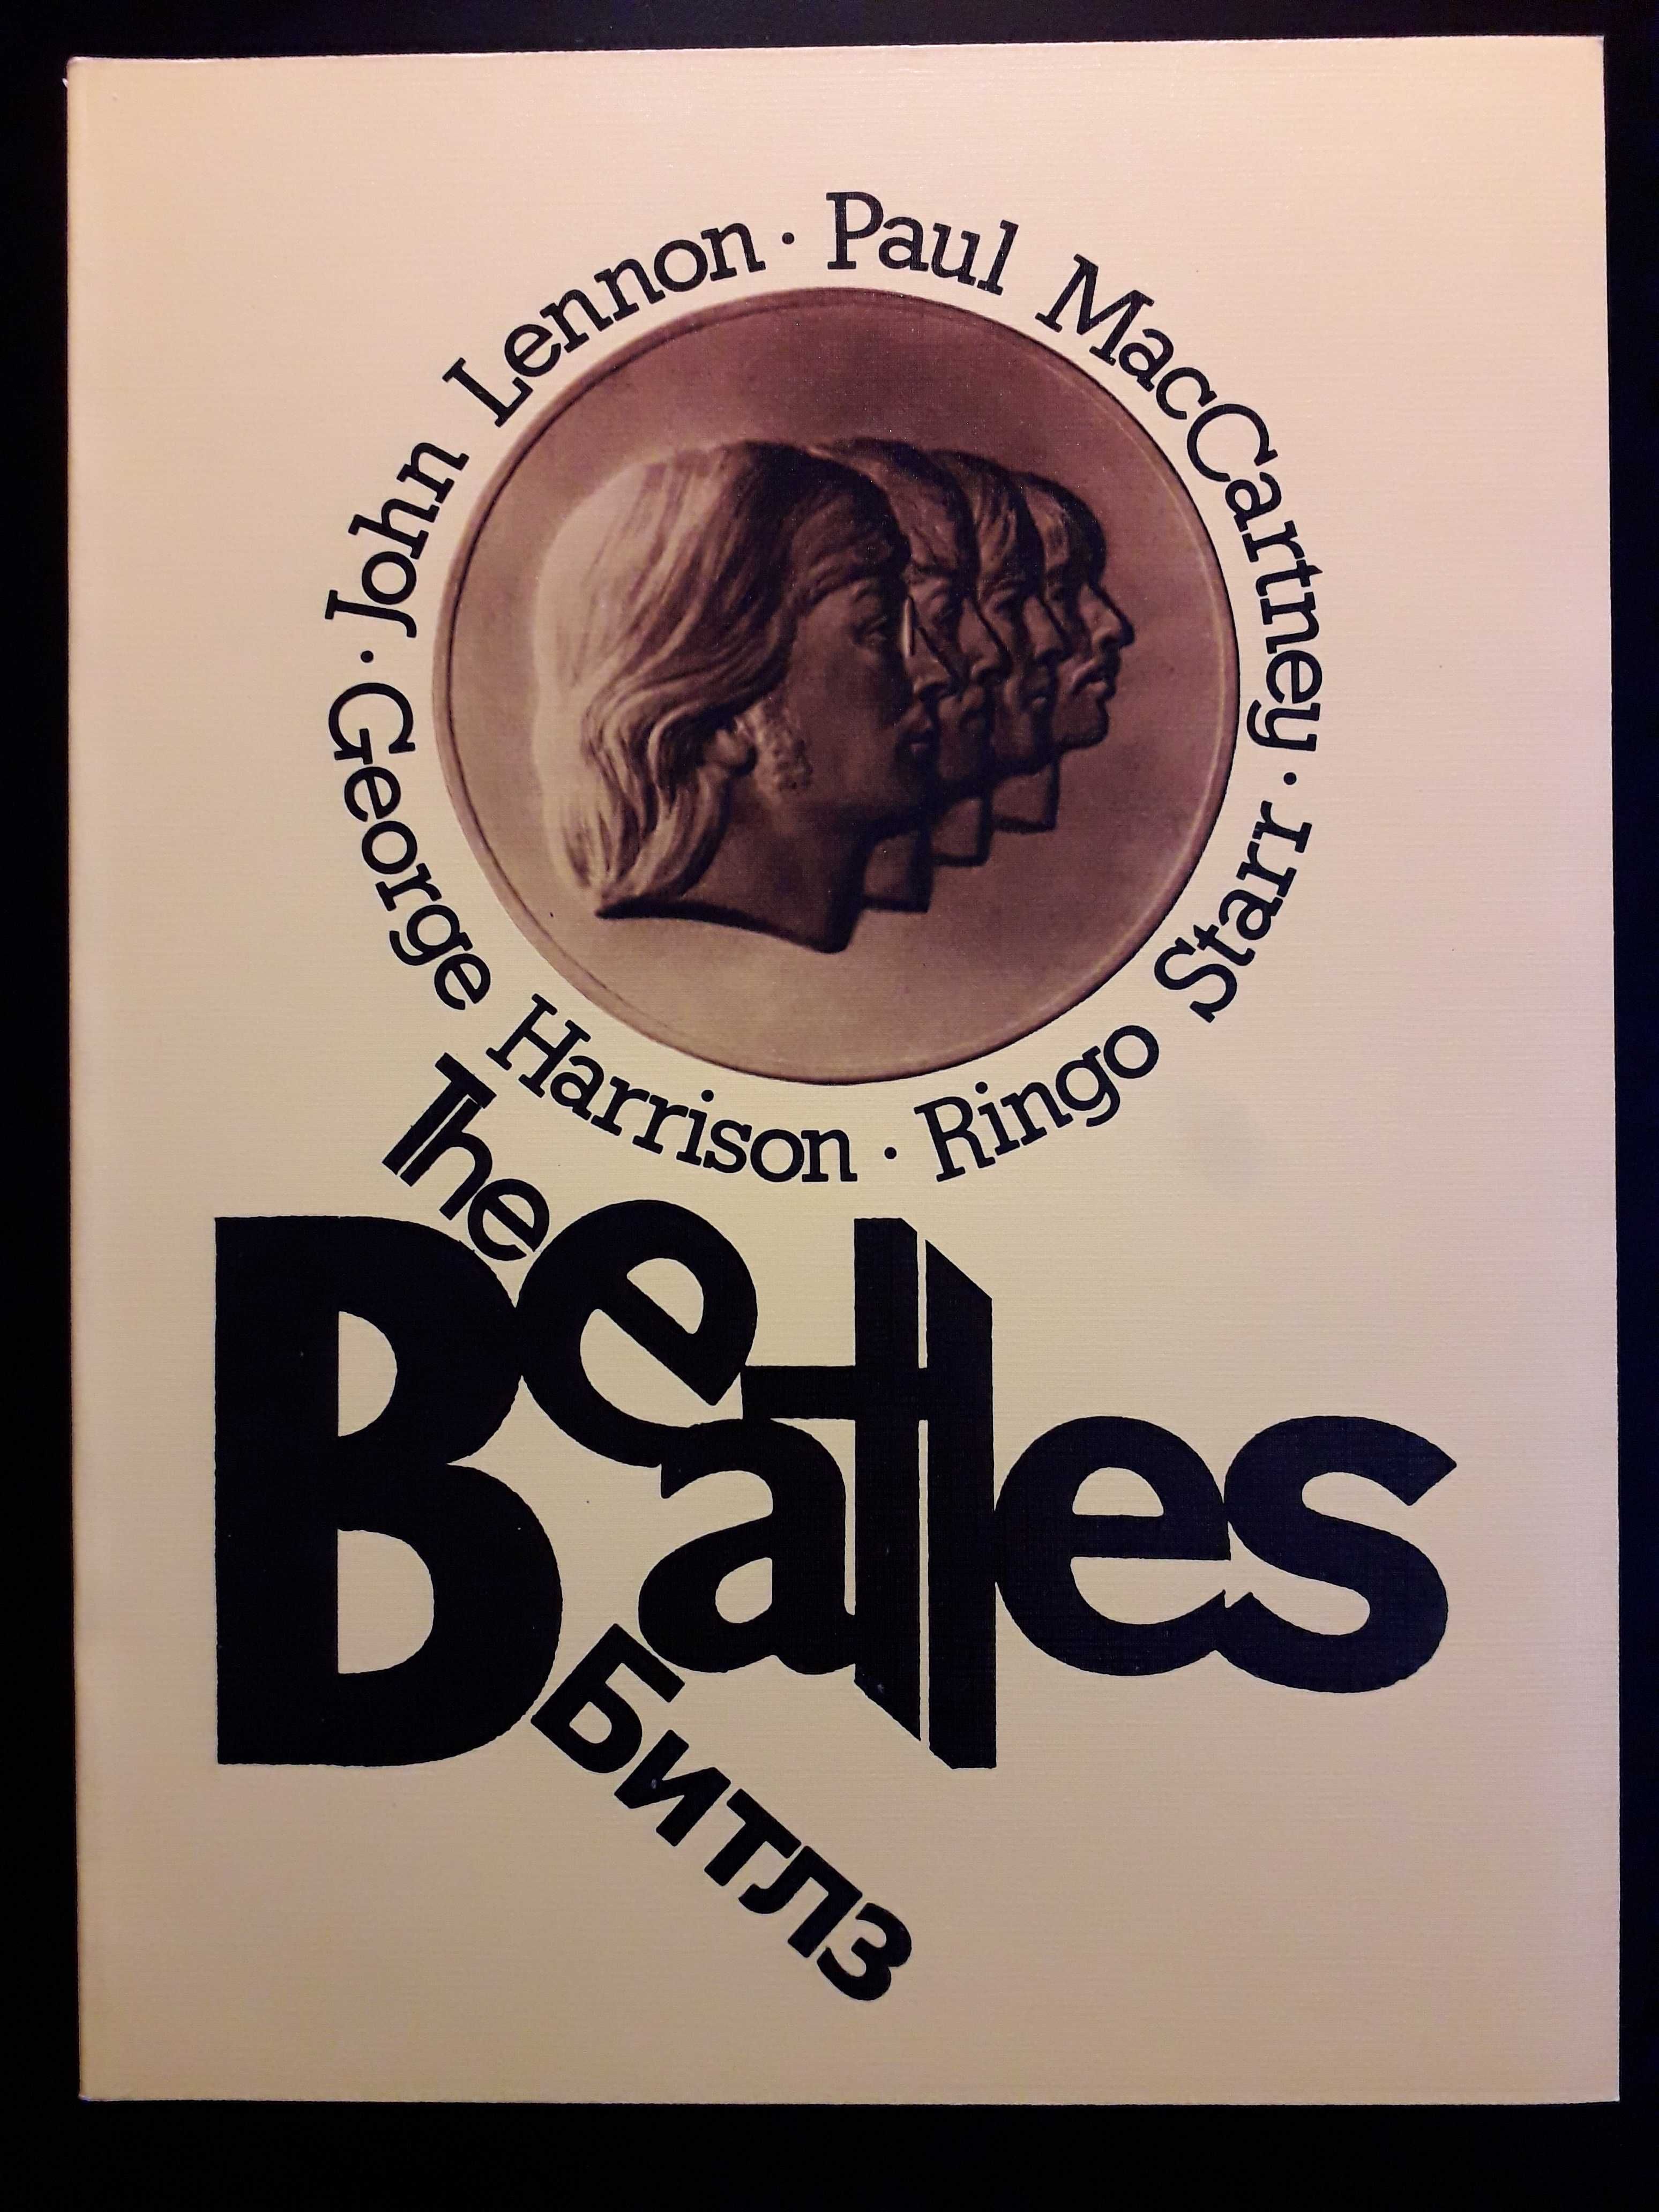 John Lennon · Paul MacCartney · Ringo Starr · George Harrison ·
The
Beatles
Битлз